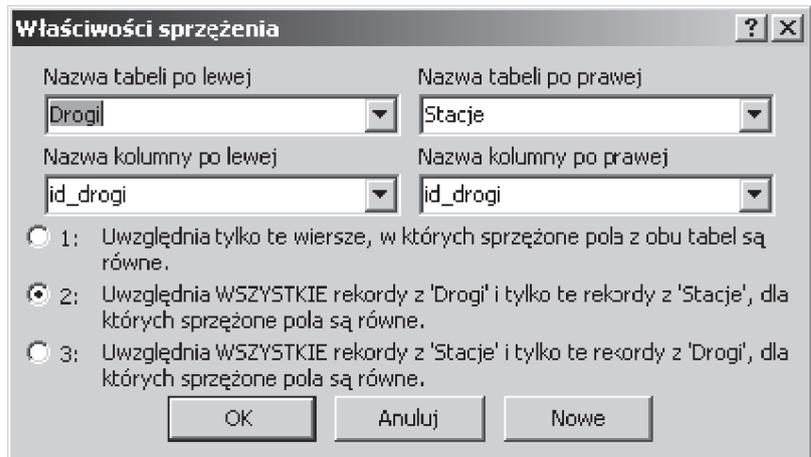 Właściwości sprzężenia
Nazwa tabeli po lewej
Nazwa tabeli po prawej
Drogi
Stacje
Nazwa kolumny po lewej
Nazwa kolumny po prawej
id_drogi
id_drogi
1: Uwzględnia tylko te wiersze, w których sprzężone pola z obu tabel są
równe.
2: Uwzględnia WSZYSTKIE rekordy z 'Drogi' i tylko te rekordy z 'Stacje', dla
których sprzężone pola są równe.
3: Uwzględnia WSZYSTKIE rekordy z 'Stacje' i tylko te rekordy z 'Drogi', dla
których sprzężone pola są równe.
OK
Anuluj
Nowe